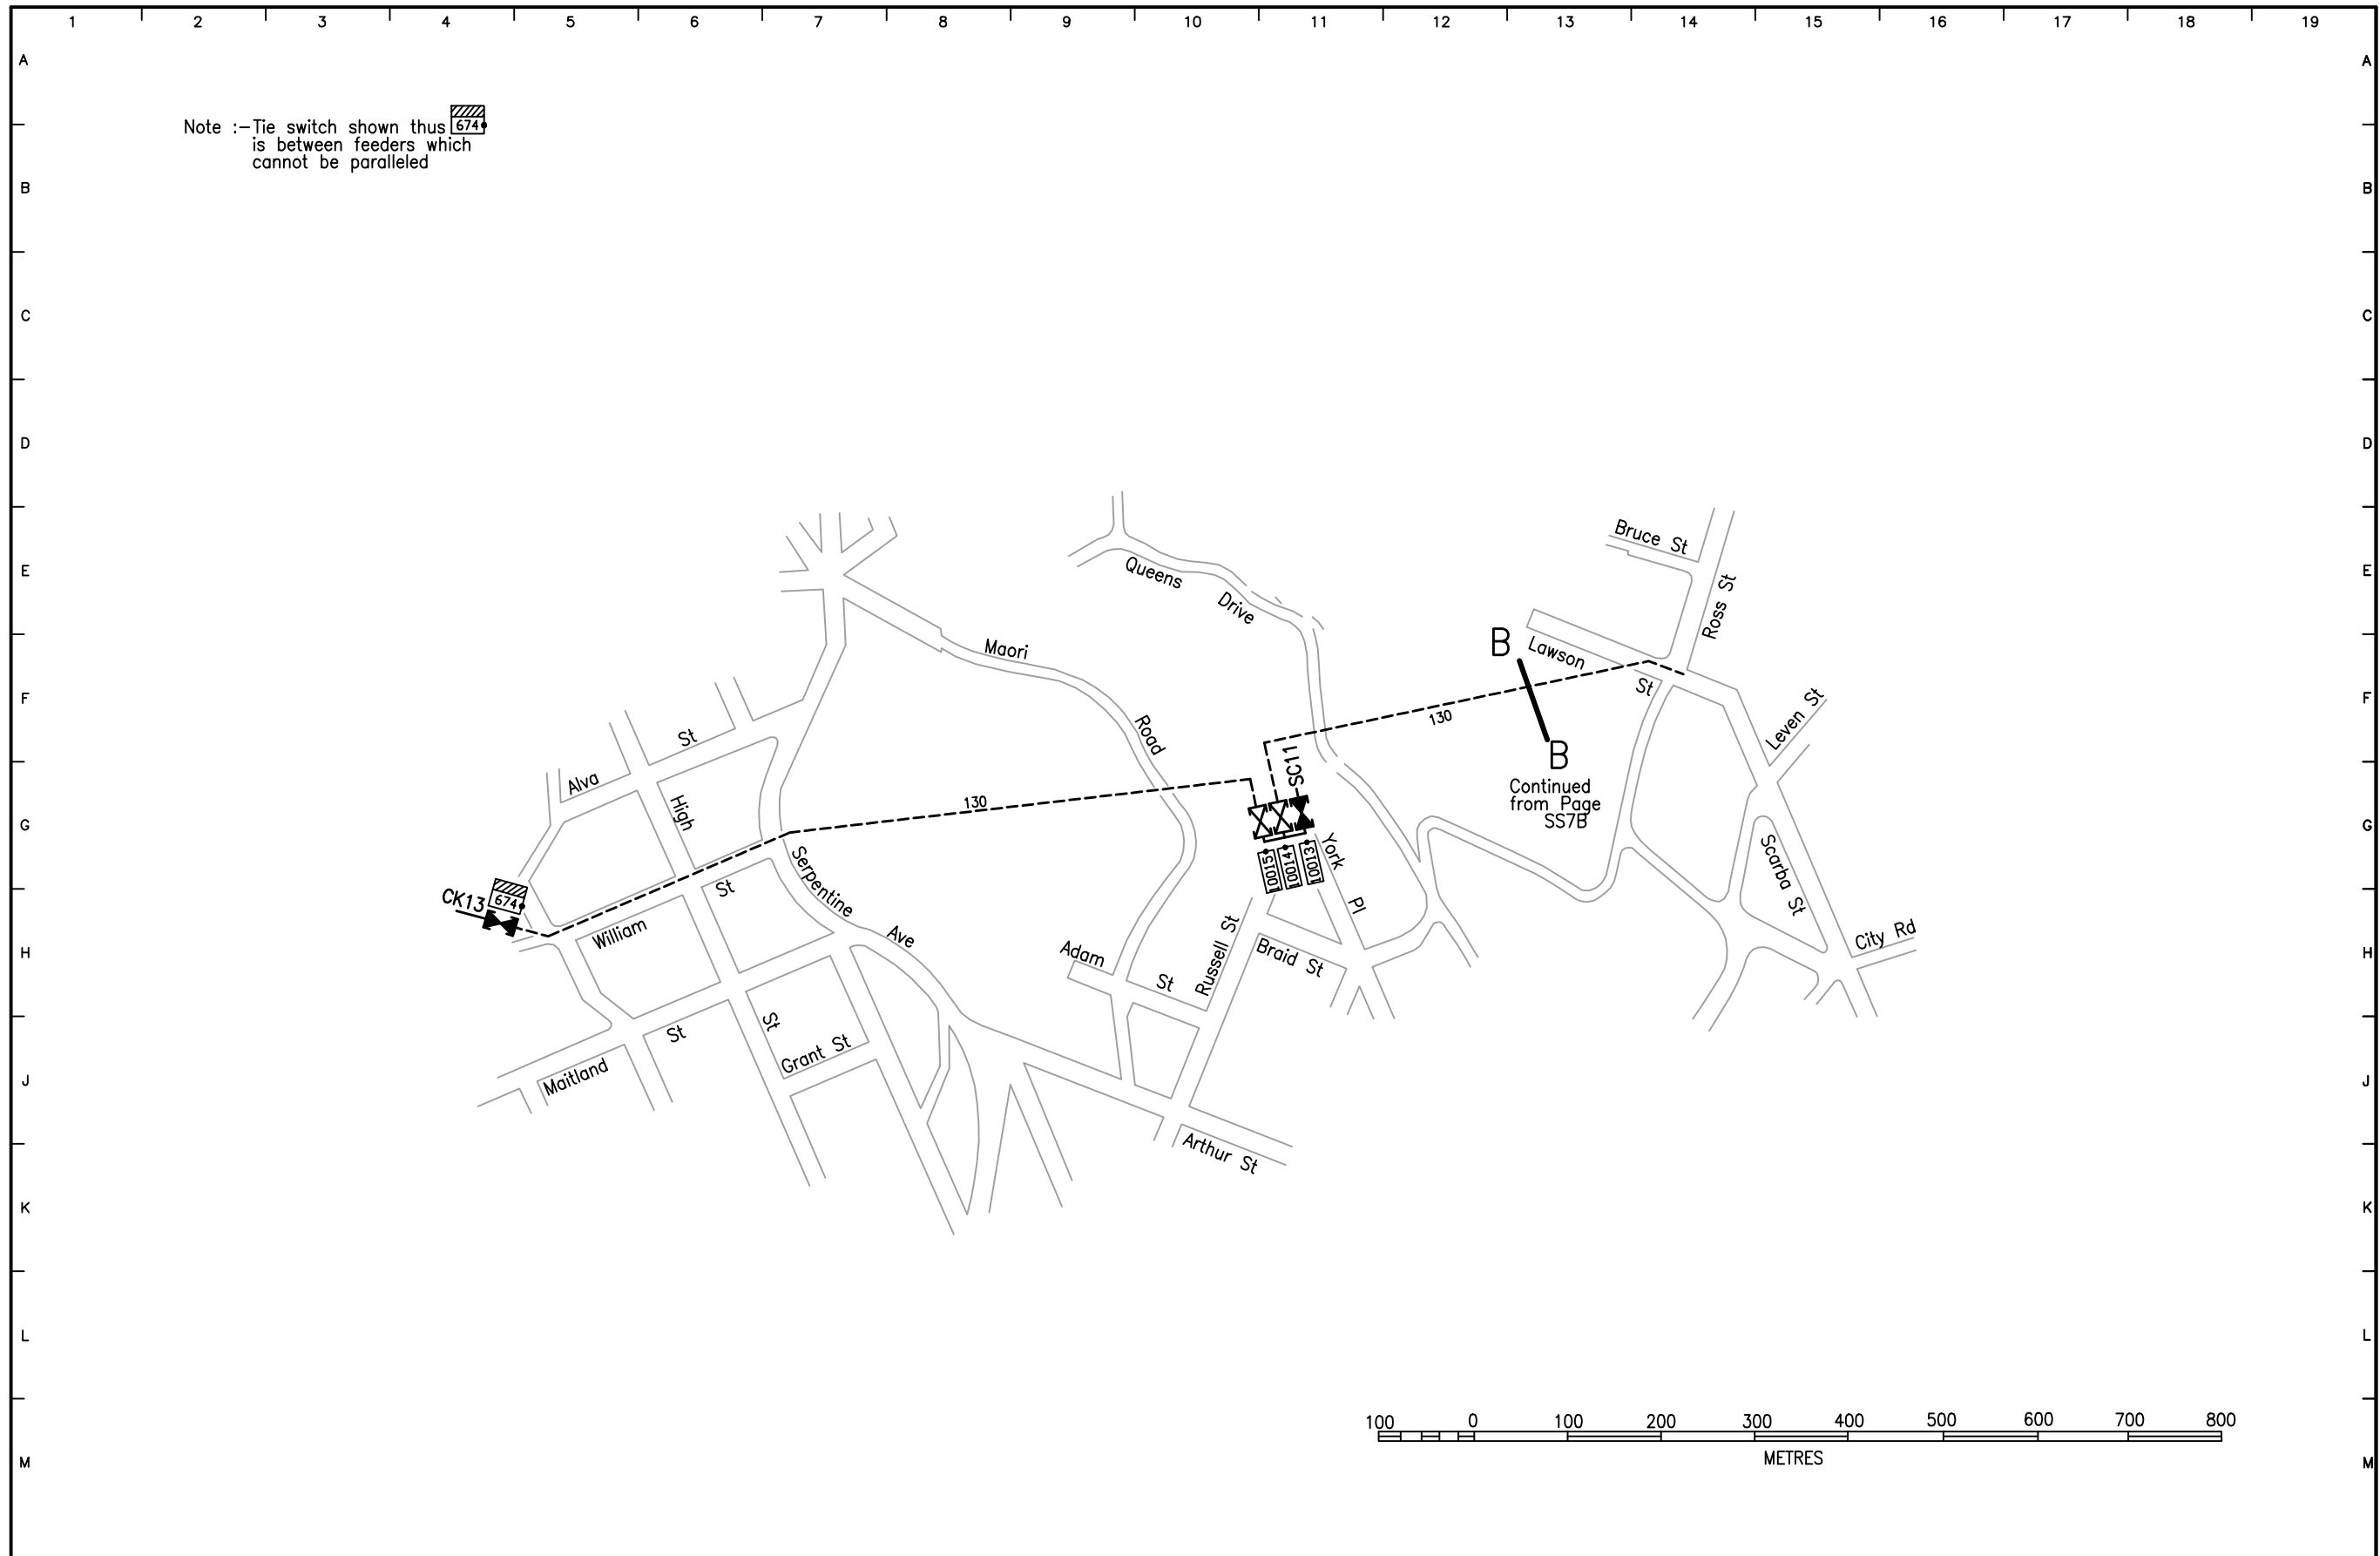 1 2 3 4 5 6 7 8 9 10 11 12 13 14 15 16 17 18 19
A A
Note :-Tie switch shown thus 674
is between feeders which
cannot be paralleled
B B
C C
D D
Bruce St
E E
Queens
Drive
Ross St
B
Maori
Lawson
F F
St
Leven St
130
Road
St
B
SC11
Alva
Continued
from Page
SS7B
High
130
G G
York
Serpentine
Scarba St
10015
10014
10013
St
CK13
674
Pl
William
Ave
Russell St
City Rd
Adam
Braid St
H H
St
St
St
Grant St
Maitland
J J
Arthur St
K K
L L
100 0 100 200 300 400 500 600 700 800
METRES
M M